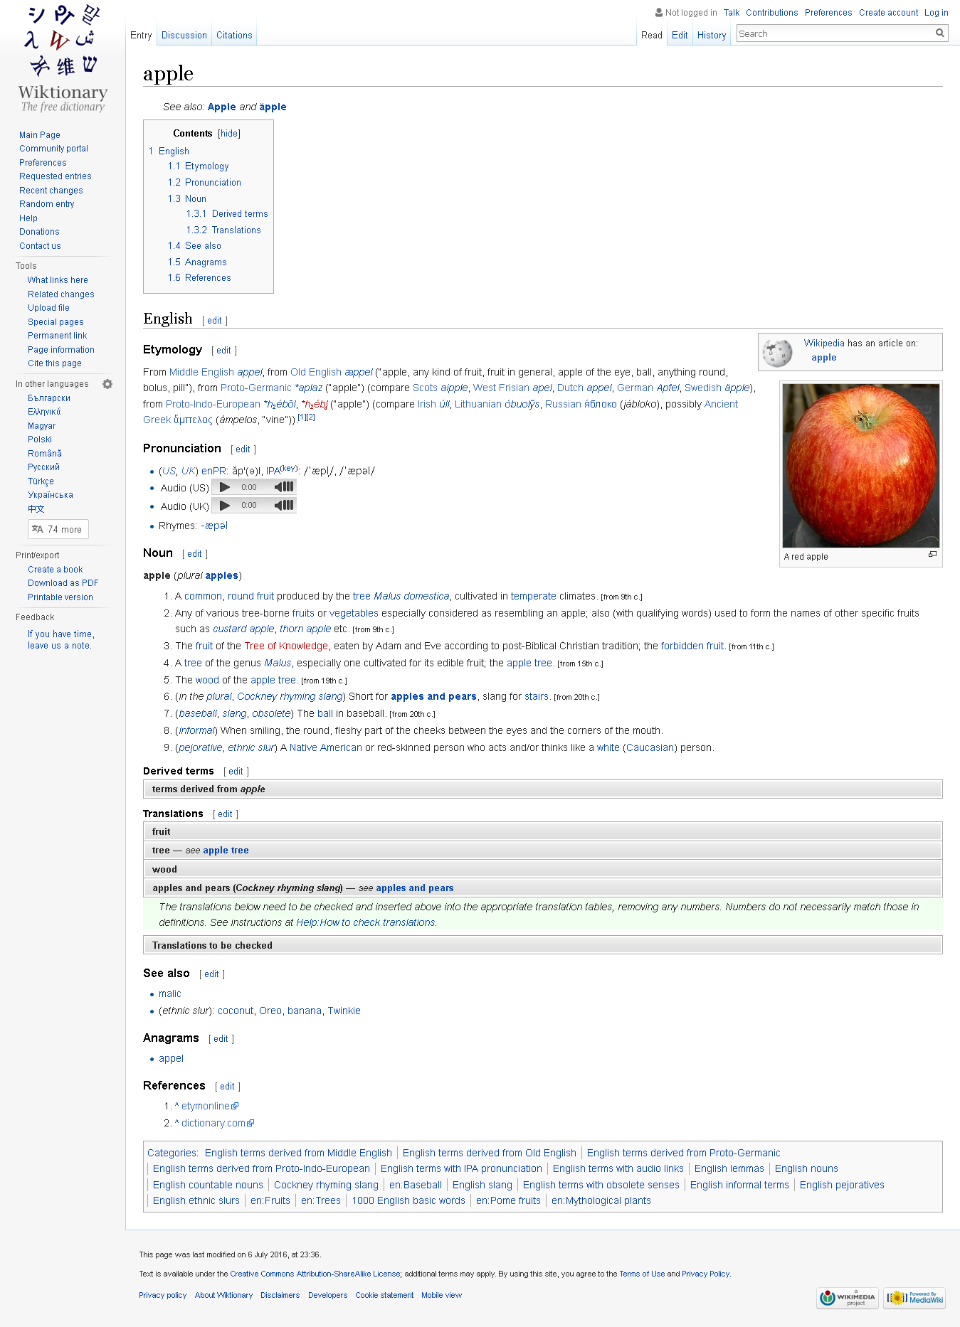 Not logged in Talk Contributions Preferences Create account Log in
Entry Discussion Citations Read Edit History Search
Wiktionary
The free dictionary
Main Page
Community portal
Preferences
Requested entries
Recent changes
Random entry
Help
Donations
Contact us
Tools
What links here
Related changes
Upload file
Special pages
Permanent link
Page information
Cite this page
In other languages
Български
Ελληνικά
Magyar
Polski
Română
Русский
Türkçe
Українська
中文
74 more
Print/export
Create a book
Download as PDF
Printable version
Feedback
If you have time,
leave us a note.
apple
See also: Apple and äpple
Contents [hide]
1 English
1.1 Etymology
1.2 Pronunciation
1.3 Noun
1.3.1 Derived terms
1.3.2 Translations
1.4 See also
1.5 Anagrams
1.6 References
English [ edit ]
Wikipedia has an article on:
apple
Etymology [ edit ]
From Middle English appel, from Old English æppel ("apple, any kind of fruit, fruit in general, apple of the eye, ball, anything round,
bolus, pill"), from Proto-Germanic *aplaz ("apple") (compare Scots aipple, West Frisian apel, Dutch appel, German Apfel, Swedish äpple),
from Proto-Indo-European *h₂ébōl, *h₂ébl̥ ("apple") (compare Irish úll, Lithuanian óbuolỹs, Russian я́блоко (jábloko), possibly Ancient
Greek ἄμπελος (ámpelos, "vine")).[1][2]
A red apple
Pronunciation [ edit ]
(US, UK) enPR: ăp'(ə)l, IPA(key): /ˈæpl̩/, /ˈæpəl/
Audio (US) 0:00
Audio (UK) 0:00
Rhymes: -æpəl
Noun [ edit ]
apple (plural apples)
1. A common, round fruit produced by the tree Malus domestica, cultivated in temperate climates. [from 9th c.]
2. Any of various tree-borne fruits or vegetables especially considered as resembling an apple; also (with qualifying words) used to form the names of other specific fruits
such as custard apple, thorn apple etc. [from 9th c.]
3. The fruit of the Tree of Knowledge, eaten by Adam and Eve according to post-Biblical Christian tradition; the forbidden fruit. [from 11th c.]
4. A tree of the genus Malus, especially one cultivated for its edible fruit; the apple tree. [from 15th c.]
5. The wood of the apple tree. [from 19th c.]
6. (in the plural, Cockney rhyming slang) Short for apples and pears, slang for stairs. [from 20th c.]
7. (baseball, slang, obsolete) The ball in baseball. [from 20th c.]
8. (informal) When smiling, the round, fleshy part of the cheeks between the eyes and the corners of the mouth.
9. (pejorative, ethnic slur) A Native American or red-skinned person who acts and/or thinks like a white (Caucasian) person.
Derived terms [ edit ]
terms derived from apple
Translations [ edit ]
fruit
tree — see apple tree
wood
apples and pears (Cockney rhyming slang) — see apples and pears
The translations below need to be checked and inserted above into the appropriate translation tables, removing any numbers. Numbers do not necessarily match those in
definitions. See instructions at Help:How to check translations.
Translations to be checked
See also [ edit ]
malic
(ethnic slur): coconut, Oreo, banana, Twinkie
Anagrams [ edit ]
appel
References [ edit ]
1. ^ etymonline
2. ^ dictionary.com
Categories: English terms derived from Middle English | English terms derived from Old English | English terms derived from Proto-Germanic
| English terms derived from Proto-Indo-European | English terms with IPA pronunciation | English terms with audio links | English lemmas | English nouns
| English countable nouns | Cockney rhyming slang | en:Baseball | English slang | English terms with obsolete senses | English informal terms | English pejoratives
| English ethnic slurs | en:Fruits | en:Trees | 1000 English basic words | en:Pome fruits | en:Mythological plants
This page was last modified on 6 July 2016, at 23:36.
Text is available under the Creative Commons Attribution-ShareAlike License; additional terms may apply. By using this site, you agree to the Terms of Use and Privacy Policy.
Privacy policy About Wiktionary Disclaimers Developers Cookie statement Mobile view
A WIKIMEDIA project
Powered By MediaWiki